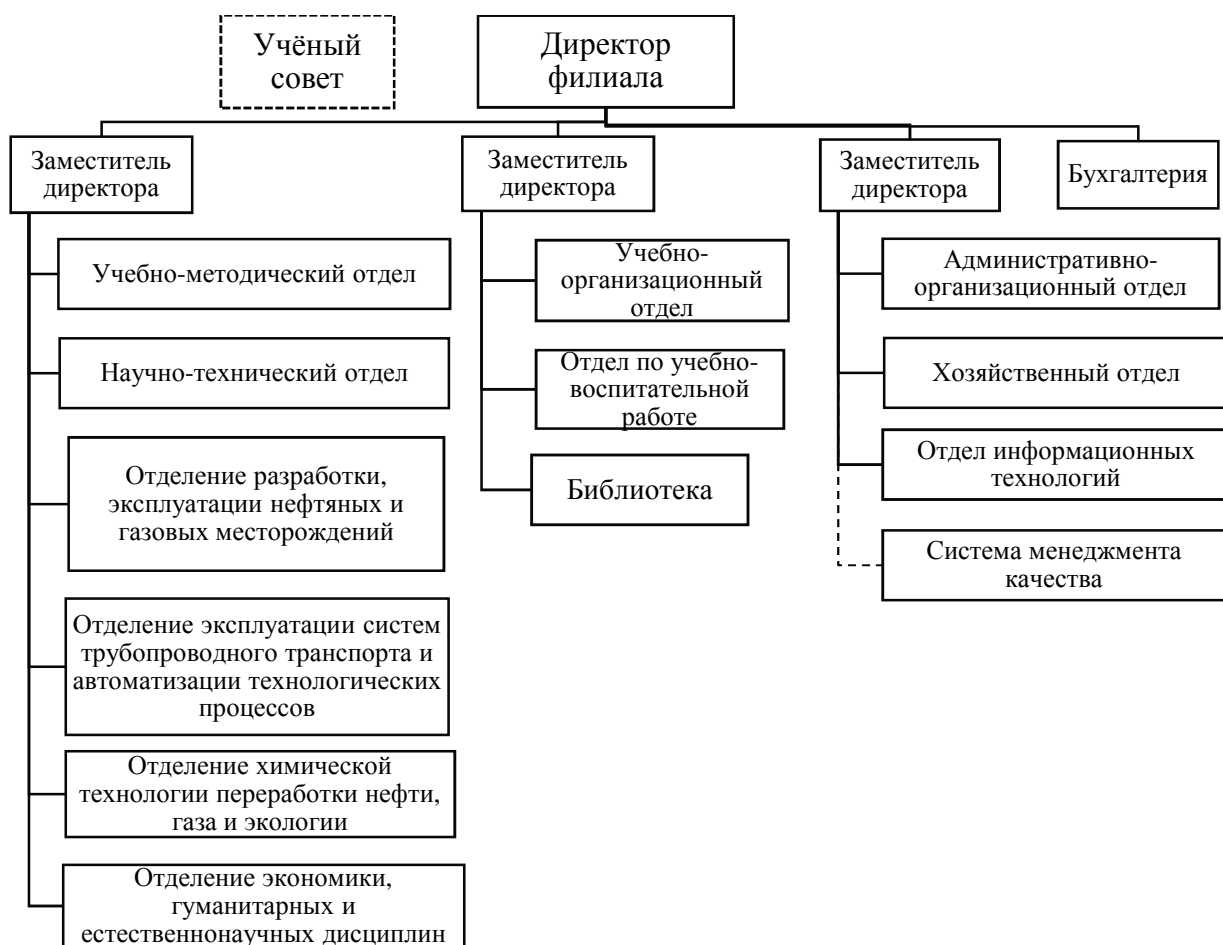 Учёный
совет
Директор
филиала
Заместитель
директора
Заместитель
директора
Заместитель
директора
Бухгалтерия
Учебно-методический отдел
Научно-технический отдел
Отделение разработки,
эксплуатации нефтяных и
газовых месторождений
Отделение эксплуатации систем
трубопроводного транспорта и
автоматизации технологических
процессов
Отделение химической
технологии переработки нефти,
газа и экологии
Отделение экономики,
гуманитарных и
естественнонаучных дисциплин
Учебно-
организационный
отдел
Отдел по учебно-
воспитательной
работе
Библиотека
Административно-
организационный отдел
Хозяйственный отдел
Отдел информационных
технологий
Система менеджмента
качества